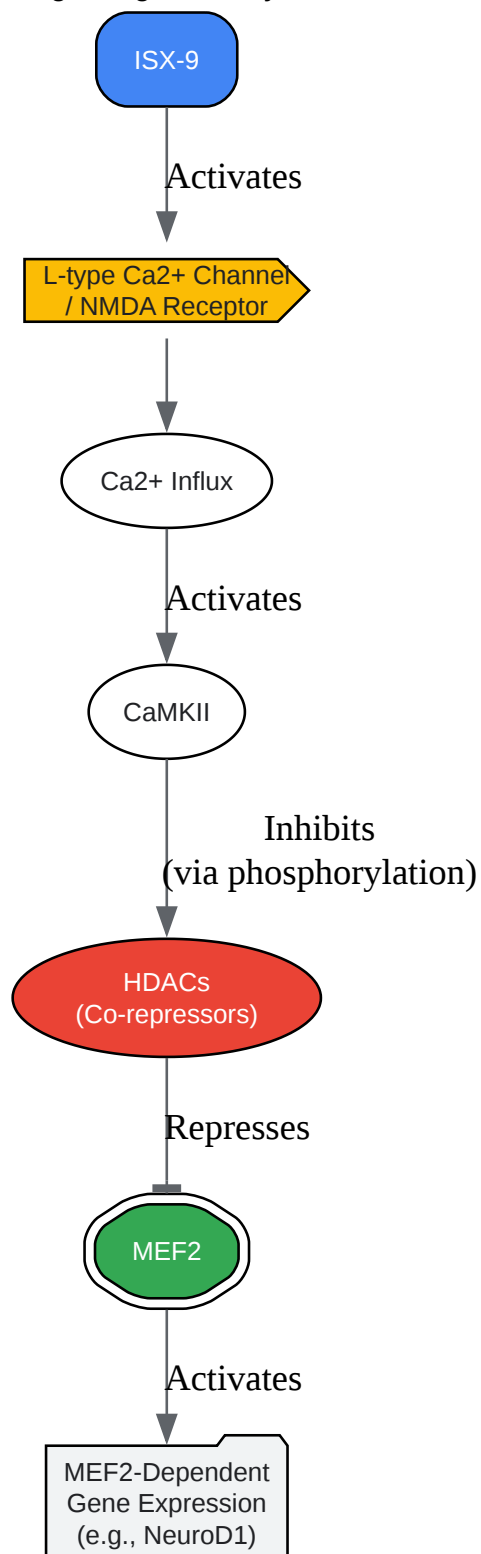 ISX-9
Activates
L-type Ca2+ Channel
/ NMDA Receptor
Ca2+ Influx
Activates
CaMKII
Inhibits
(via phosphorylation)
HDACs
(Co-repressors)
Represses
MEF2
Activates
MEF2-Dependent
Gene Expression
(e.g., NeuroD1)